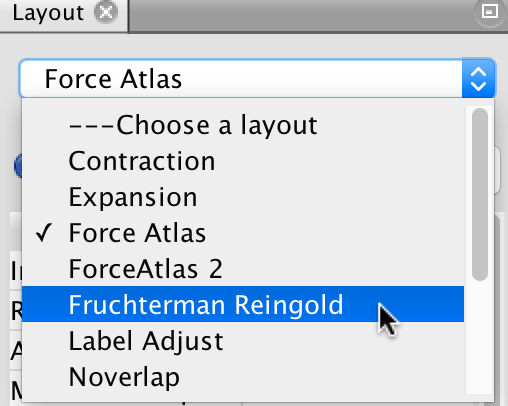 Layout
Force Atlas
---Choose a layout
Contraction
Expansion
✓ Force Atlas
ForceAtlas 2
Fruchterman Reingold
Label Adjust
Noverlap